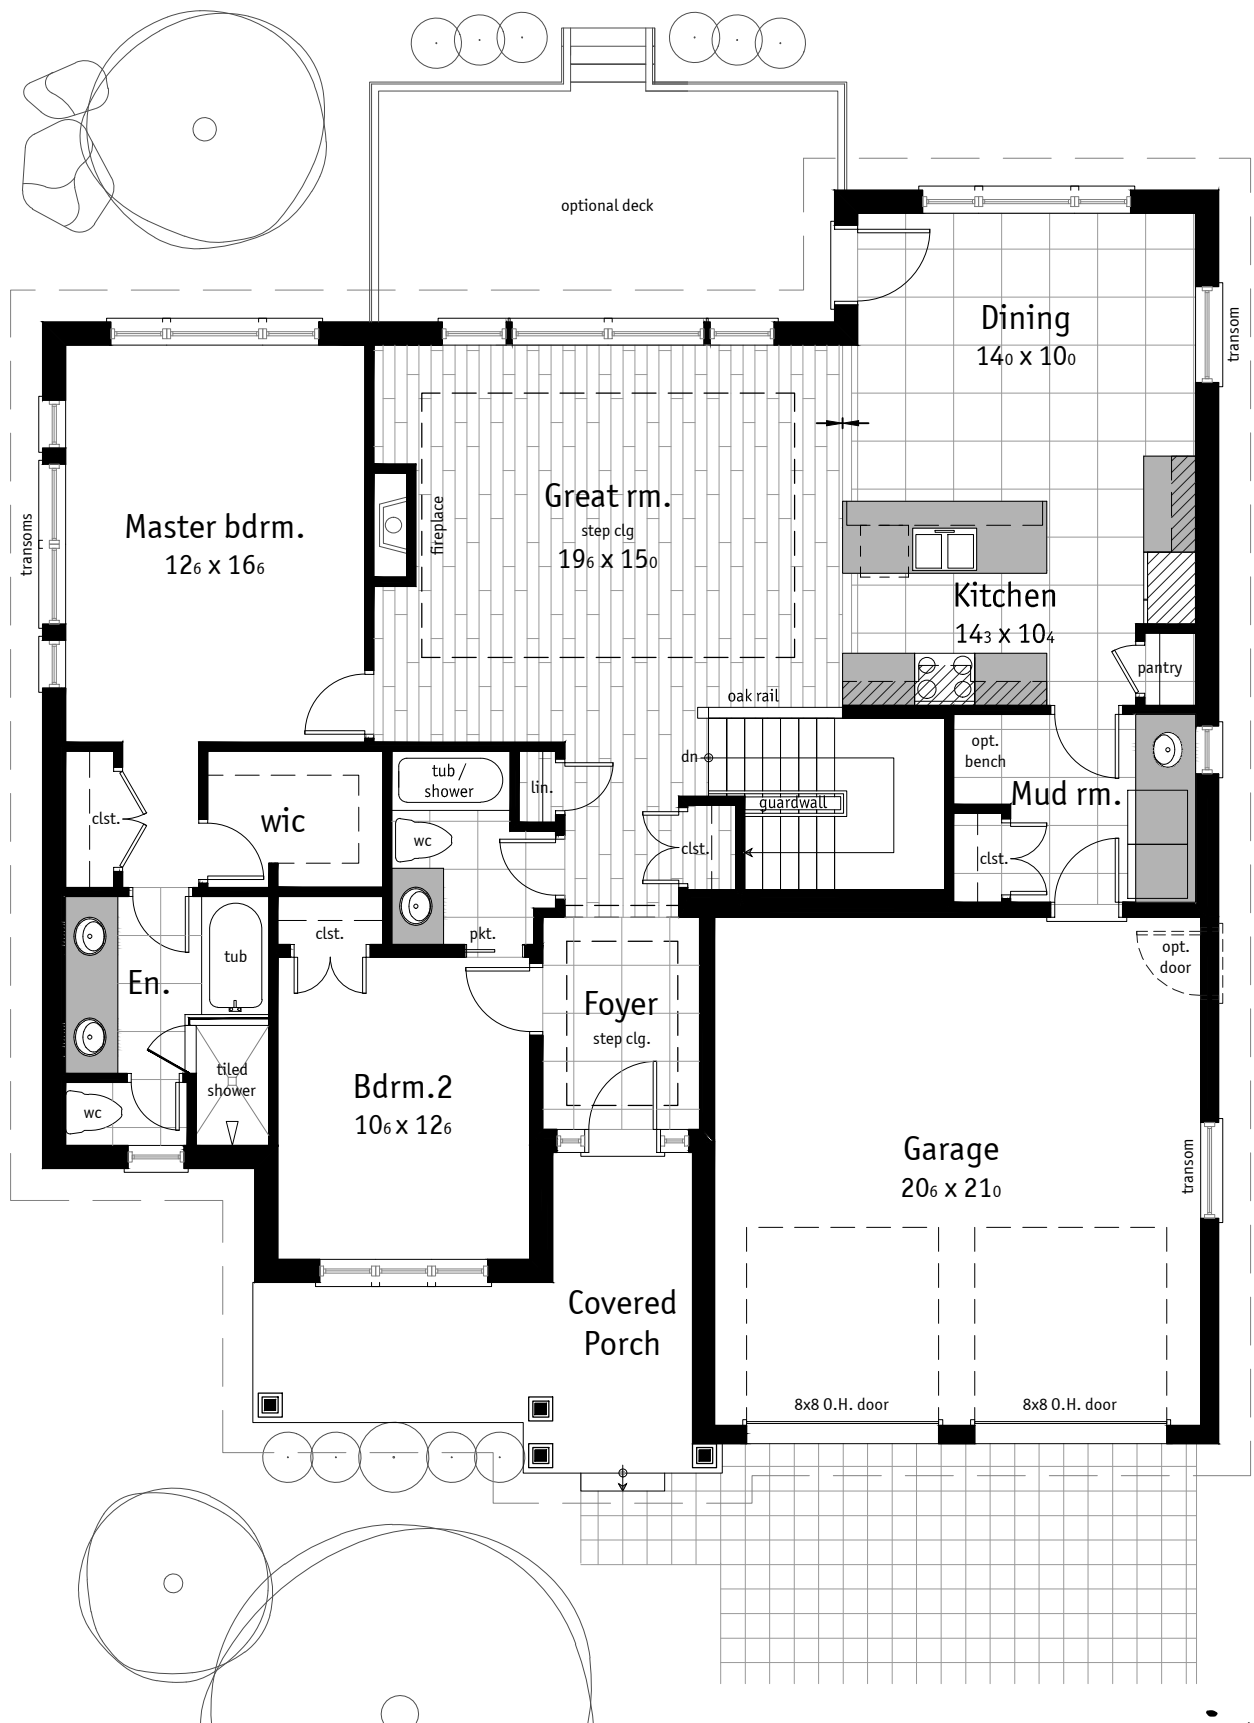 optional deck
Dining
14₀ x 10₀
transom
Great rm.
step clg
19₆ x 15₀
fireplace
Master bdrm.
12₆ x 16₆
transoms
Kitchen
14₃ x 10₄
pantry
oak rail
dn
guardwall
opt.
bench
Mud rm.
clst.
clst.
wic
tub /
shower
lin.
wc
clst.
clst.
pkt.
En.
tub
tiled
shower
wc
Bdrm.2
10₆ x 12₆
Foyer
step clg.
opt.
door
Garage
20₆ x 21₀
transom
Covered
Porch
8x8 O.H. door
8x8 O.H. door